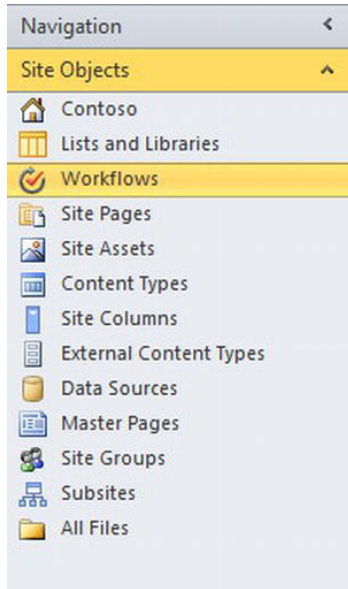 Navigation
Site Objects
Contoso
Lists and Libraries
Workflows
Site Pages
Site Assets
Content Types
Site Columns
External Content Types
Data Sources
Master Pages
Site Groups
Subsites
All Files